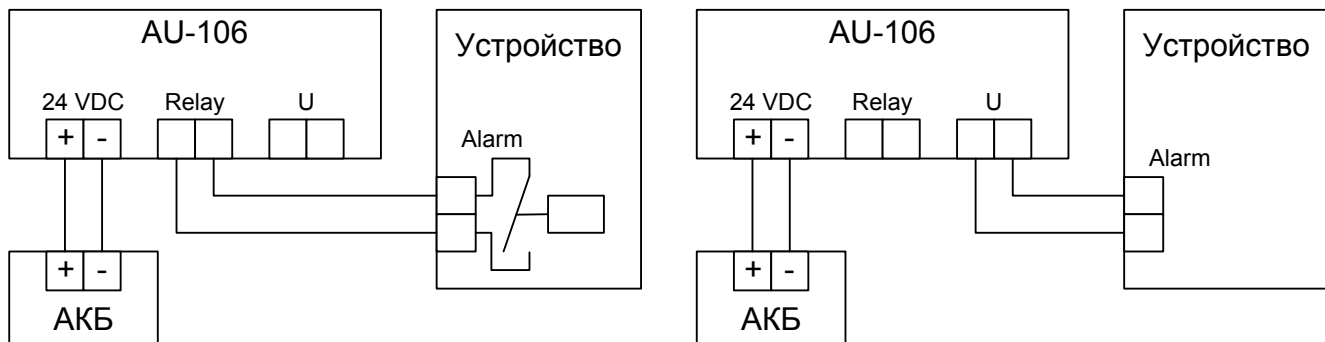 AU-106
Устройство
24 VDC Relay U
+ -
Alarm
+ -
АКБ
AU-106
Устройство
24 VDC Relay U
+ -
Alarm
+ -
АКБ